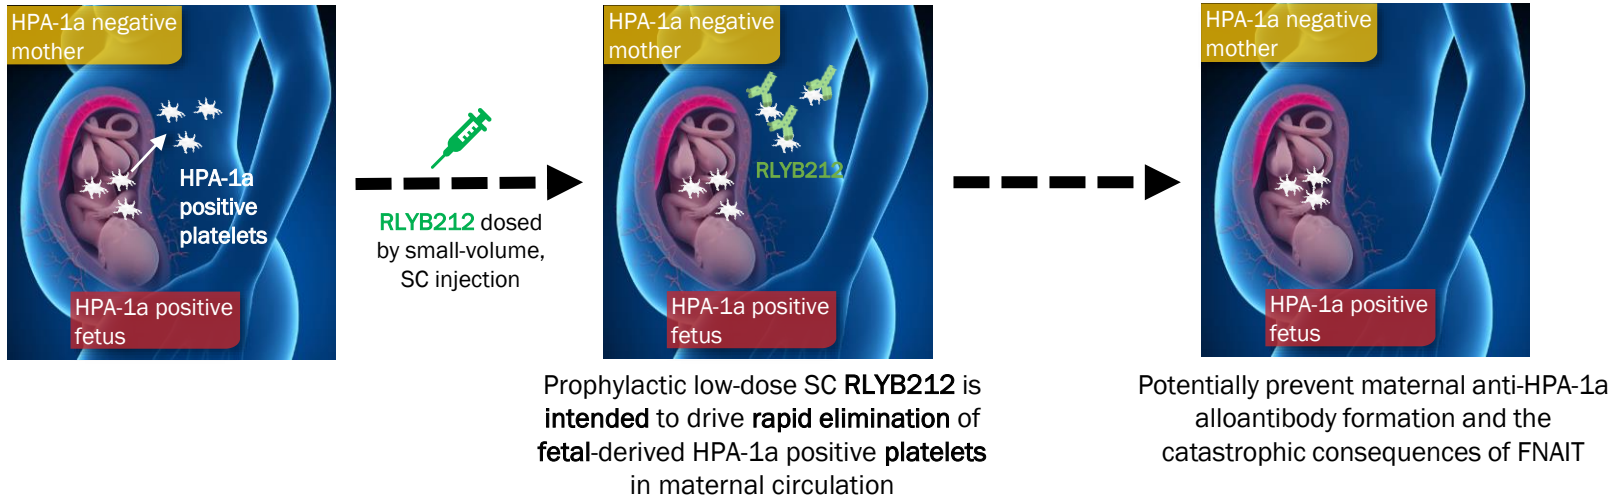 HPA-1a negative
mother
HPA-1a
positive
platelets
HPA-1a positive
fetus
RLYB212 dosed
by small-volume,
SC injection
HPA-1a negative
mother
RLYB212
HPA-1a positive
fetus
Prophylactic low-dose SC RLYB212 is
intended to drive rapid elimination of
fetal-derived HPA-1a positive platelets
in maternal circulation
HPA-1a negative
mother
HPA-1a positive
fetus
Potentially prevent maternal anti-HPA-1a
alloantibody formation and the
catastrophic consequences of FNAIT